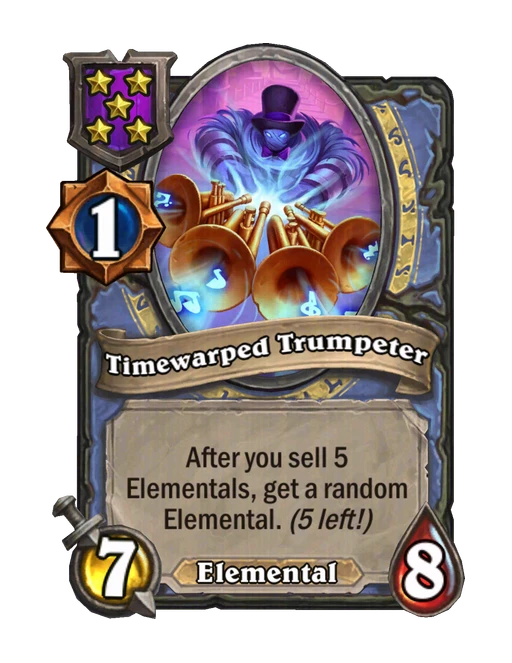 1
Timewarped Trumpeter
After you sell 5
Elementals, get a random
Elemental. (5 left!)
7
Elemental
8